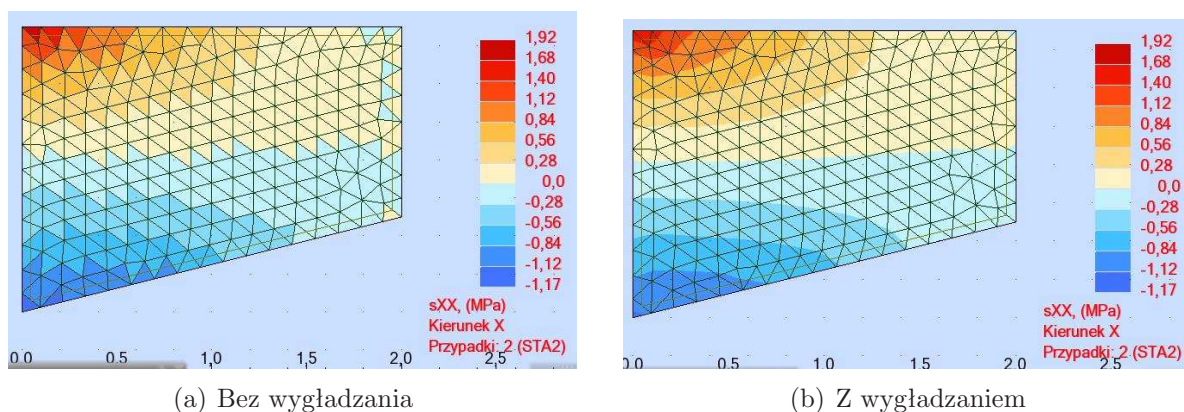 1,92
1,68
1,40
1,12
0,84
0,56
0,28
0,0
-0,28
-0,56
-0,84
-1,12
-1,17
sXX, (MPa)
Kierunek X
Przypadki: 2 (STA2)
0.0 0.5 1,0 1,5 2.0 2,5
(a) Bez wygładzania
1,92
1,68
1,40
1,12
0,84
0,56
0,28
0,0
-0,28
-0,56
-0,84
-1,12
-1,17
sXX, (MPa)
Kierunek X
Przypadki: 2 (STA2)
0.0 0.5 1,0 1,5 2.0 2,5
(b) Z wygładzaniem